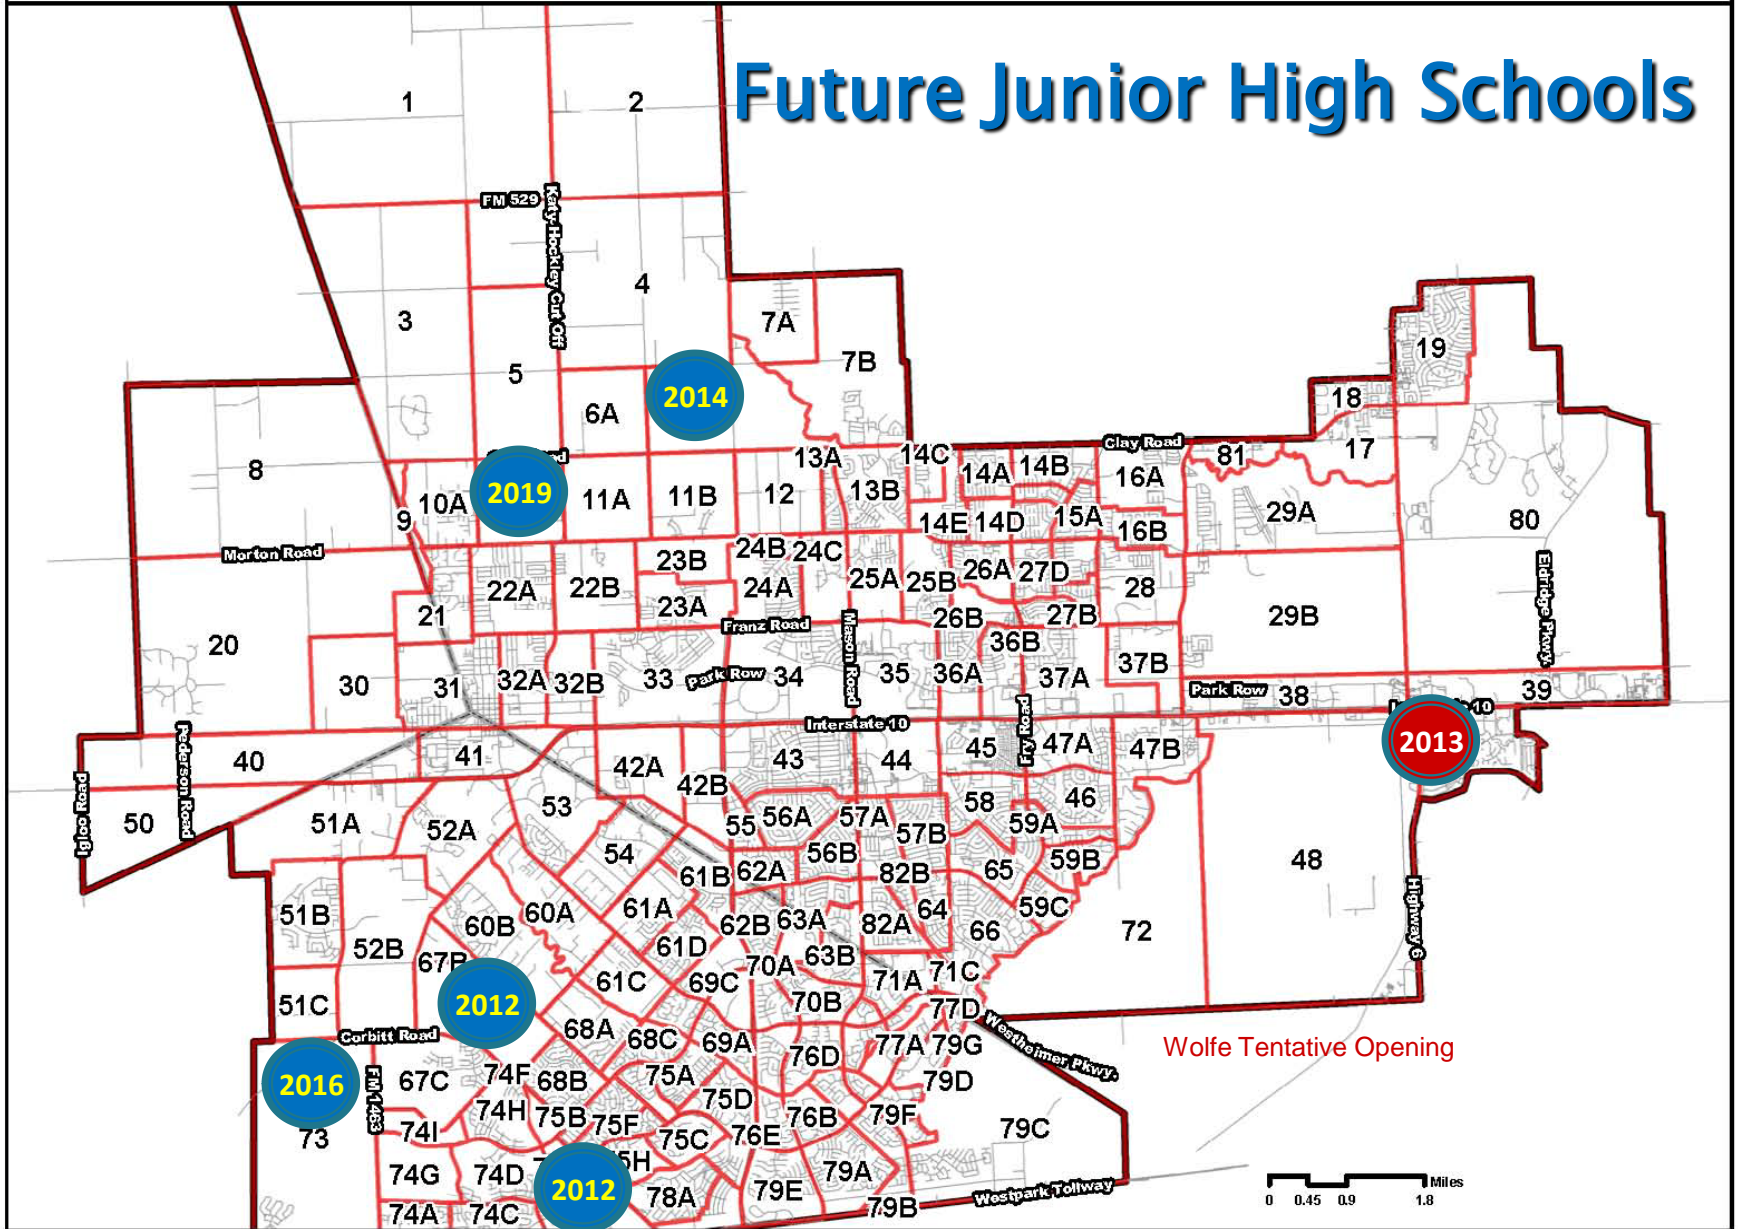 Future Junior High Schools
1
2
FM 529
Katy-Hockley Cut Off
3
4
5
7A
7B
19
18
17
6A
2014
8
Clay Road
13A
14C
14A
14B
16A
81
9
10A
2019
11A
11B
12
13B
14E
14D
15A
16B
29A
80
Morton Road
22A
22B
23B
24B
24C
24A
23A
25A
25B
26A
27D
28
Eldridge Pkwy.
21
Franz Road
26B
27B
29B
20
30
31
32A
32B
33
Park Row
34
Mason Road
35
36A
36B
37A
37B
Park Row
38
39
Interstate 10
Fry Road
2013
40
41
42A
42B
43
44
45
47A
47B
Igloo Road
Pederson Road
50
51A
52A
53
54
55
56A
57A
57B
58
46
59A
56B
59B
48
61B
62A
82B
65
51B
60B
60A
61A
62B
63A
82A
64
59C
66
72
Highway 6
52B
67B
61D
63B
61C
69C
70A
71A
71C
51C
2012
70B
77D
Corbitt Road
68A
68C
69A
76D
77A
79G
Westheimer Pkwy.
Wolfe Tentative Opening
2016
FM 1463
67C
74F
68B
75A
79D
73
74I
74H
75B
75F
75D
76B
79F
75C
76E
79C
74G
74D
2012
78A
79E
79A
79B
Westpark Tollway
74A
74C
Miles
0 0.45 0.9 1.8